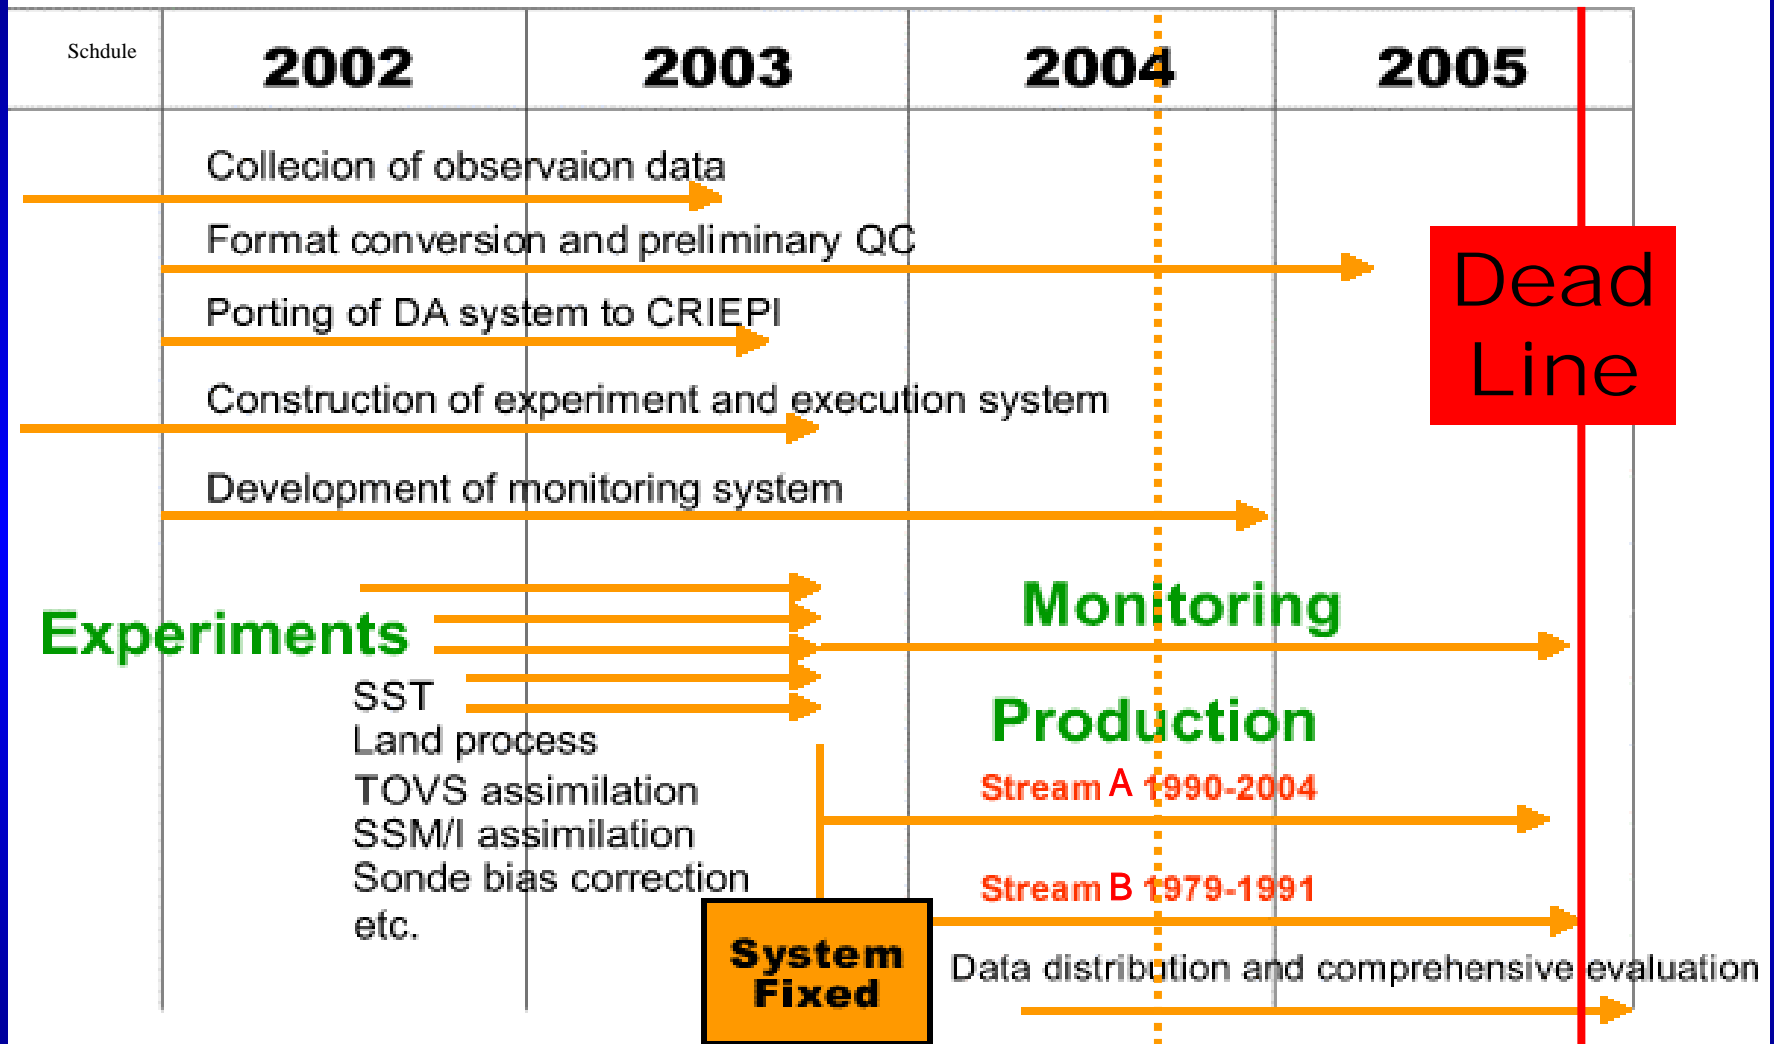 Schdule
2002
2003
2004
2005
Collecion of observaion data
Format conversion and preliminary QC
Dead
Line
Porting of DA system to CRIEPI
Construction of experiment and execution system
Development of monitoring system
Experiments
Monitoring
SST
Land process
TOVS assimilation
SSM/I assimilation
Sonde bias correction
etc.
Production
Stream A 1990-2004
Stream B 1979-1991
System
Fixed
Data distribution and comprehensive evaluation